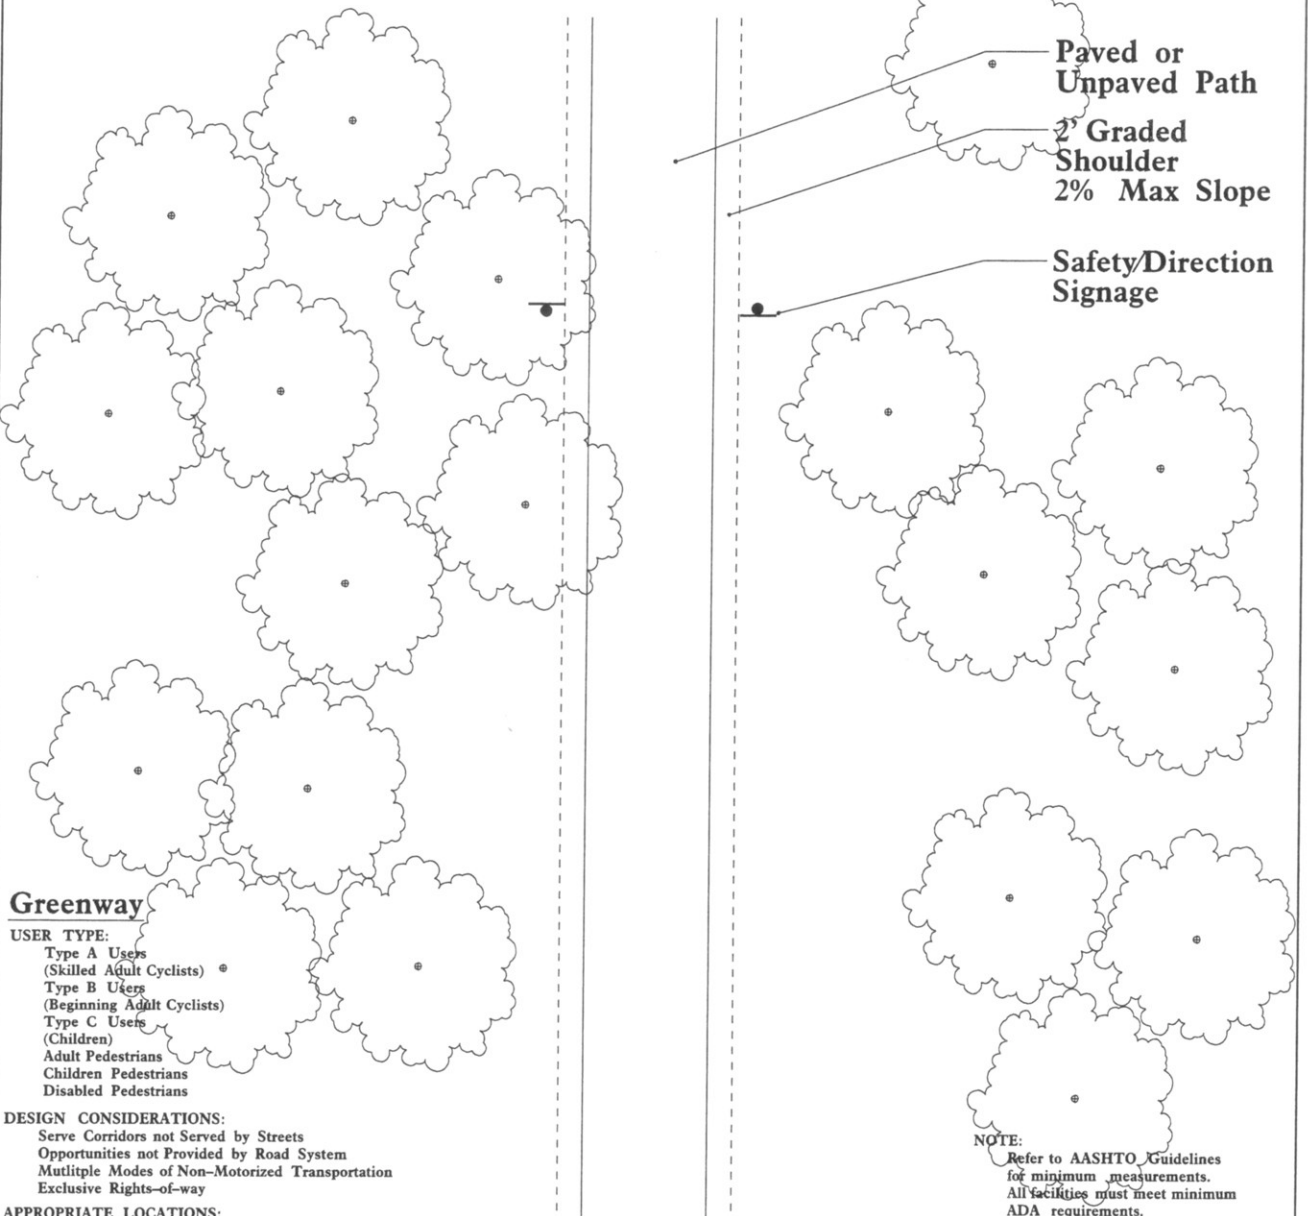 Paved or
Unpaved Path
2' Graded
Shoulder
2% Max Slope
Safety/Direction
Signage
Greenway
USER TYPE:
Type A Users
(Skilled Adult Cyclists)
Type B Users
(Beginning Adult Cyclists)
Type C Users
(Children)
Adult Pedestrians
Children Pedestrians
Disabled Pedestrians
DESIGN CONSIDERATIONS:
Serve Corridors not Served by Streets
Opportunities not Provided by Road System
Mutlitple Modes of Non-Motorized Transportation
Exclusive Rights-of-way
APPROPRIATE LOCATIONS:
NOTE:
Refer to AASHTO Guidelines
for minimum measurements.
All facilities must meet minimum
ADA requirements.